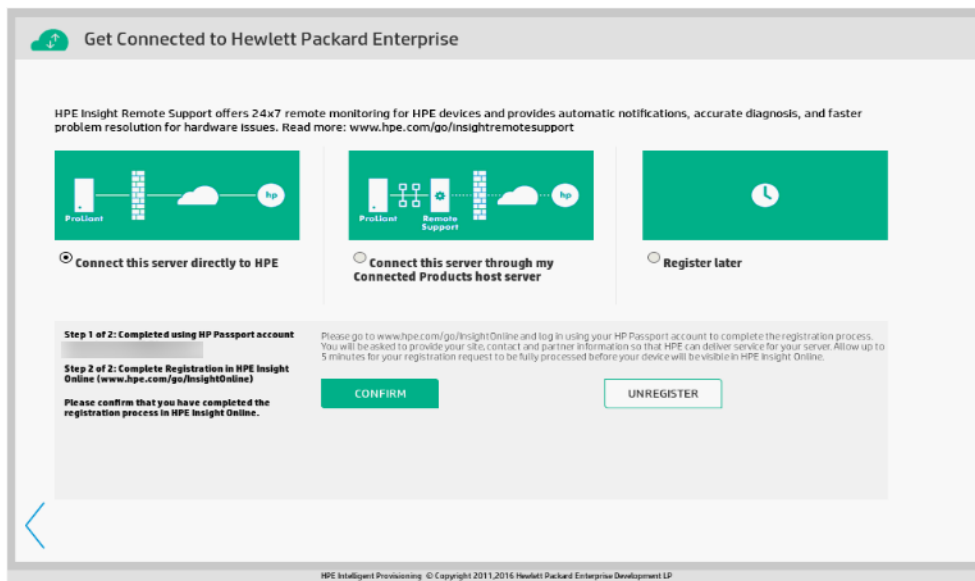 Get Connected to Hewlett Packard Enterprise
HPE Insight Remote Support offers 24x7 remote monitoring for HPE devices and provides automatic notifications, accurate diagnosis, and faster
problem resolution for hardware issues. Read more: www.hpe.com/go/insightremotesupport
ProLiant
hp
ProLiant
Remote
Support
hp
Connect this server directly to HPE
Connect this server through my
Connected Products host server
Register later
Step 1 of 2: Completed using HP Passport account
Step 2 of 2: Complete Registration in HPE Insight
Online (www.hpe.com/go/InsightOnline)
Please confirm that you have completed the
registration process in HPE Insight Online.
Please go to www.hpe.com/go/InsightOnline and log in using your HP Passport account to complete the registration process.
You will be asked to provide your site, contact and partner information so that HPE can deliver service for your server. Allow up to
5 minutes for your registration request to be fully processed before your device will be visible in HPE Insight Online.
CONFIRM
UNREGISTER
HPE Intelligent Provisioning © Copyright 2011,2016 Hewlett Packard Enterprise Development LP